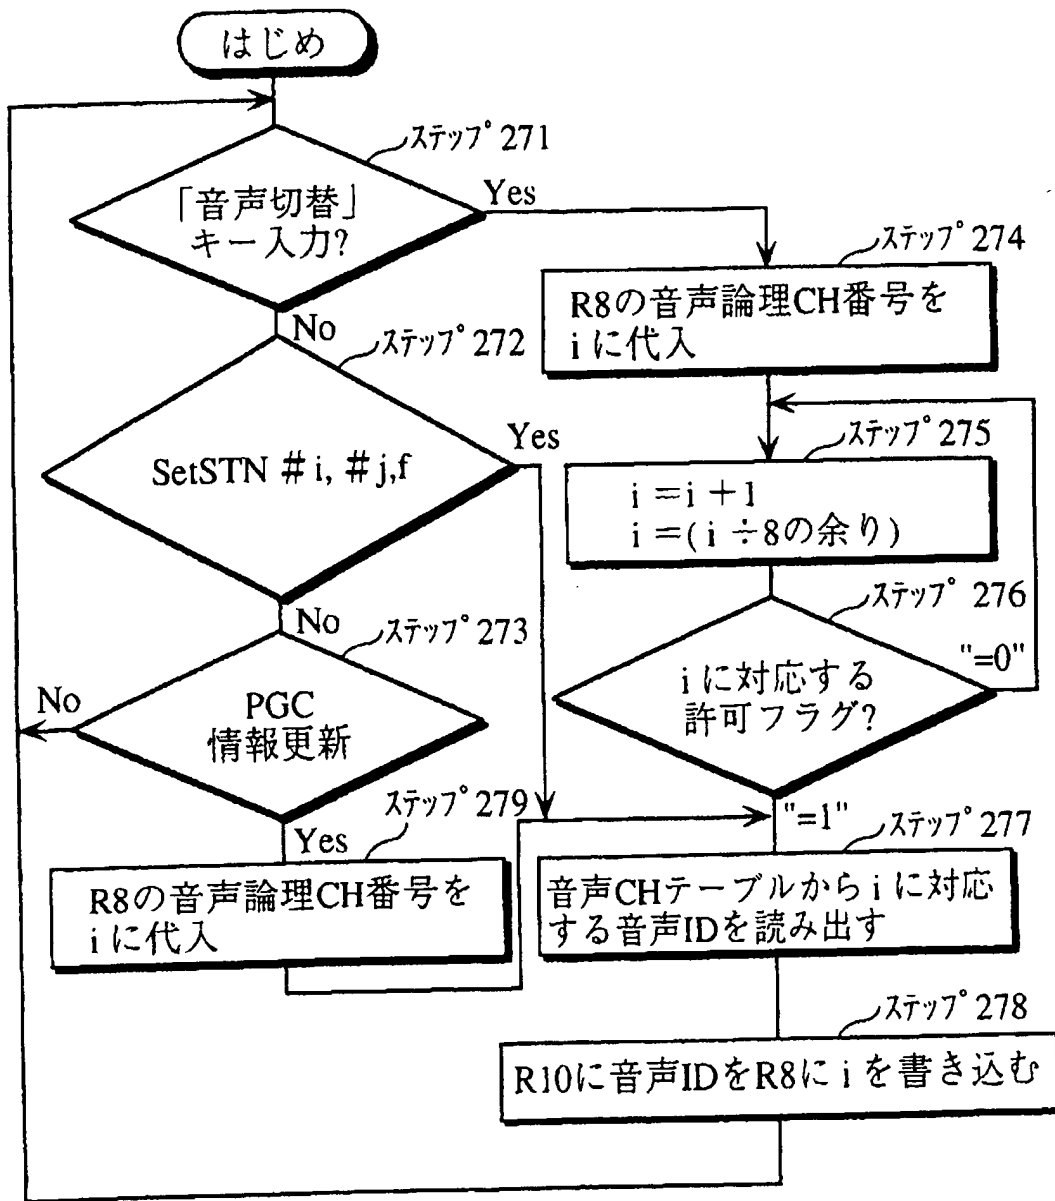 はじめ
ステップ271
「音声切替」
キー入力?
Yes
No
ステップ272
SetSTN #i, #j,f
Yes
No
ステップ273
PGC
情報更新
No
Yes
ステップ279
R8の音声論理CH番号を
iに代入
ステップ274
R8の音声論理CH番号を
iに代入
ステップ275
i=i+1
i=(i÷8の余り)
ステップ276
iに対応する
許可フラグ?
"=0"
"=1"
ステップ277
音声CHテーブルからiに対応
する音声IDを読み出す
ステップ278
R10に音声IDをR8にiを書き込む